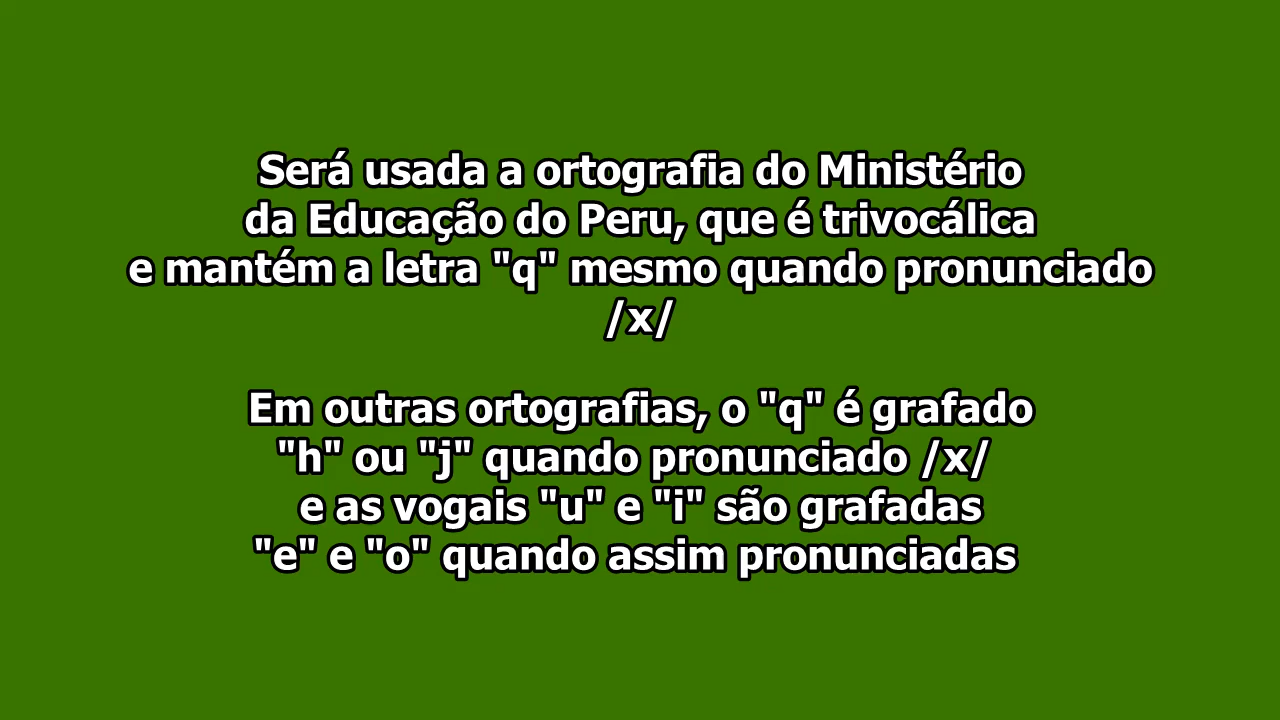 Será usada a ortografia do Ministério
da Educação do Peru, que é trivocálica
e mantém a letra "q" mesmo quando pronunciado
/x/
Em outras ortografias, o "q" é grafado
"h" ou "j" quando pronunciado /x/
e as vogais "u" e "i" são grafadas
"e" e "o" quando assim pronunciadas